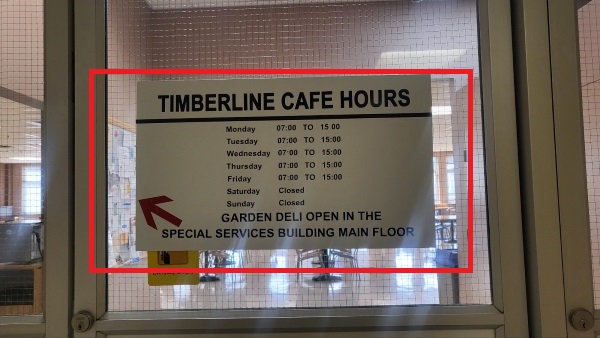 TIMBERLINE CAFE HOURS
Monday 07:00 TO 15:00
Tuesday 07:00 TO 15:00
Wednesday 07:00 TO 15:00
Thursday 07:00 TO 15:00
Friday 07:00 TO 15:00
Saturday Closed
Sunday Closed
GARDEN DELI OPEN IN THE
SPECIAL SERVICES BUILDING MAIN FLOOR